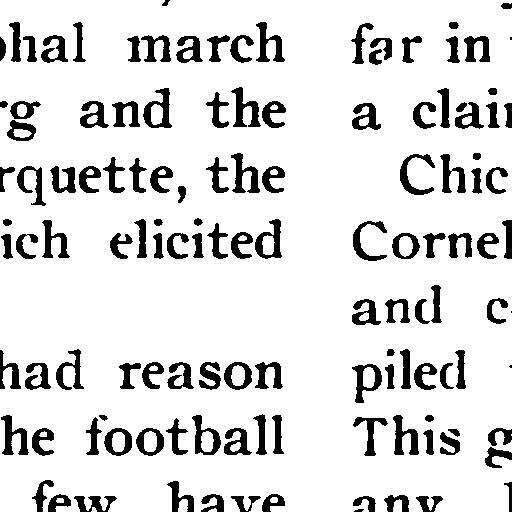 phal march
rg and the
rquette, the
ich elicited
had reason
he football
few have
far in
a clai
Chic
Cornel
and c
piled
This g
any